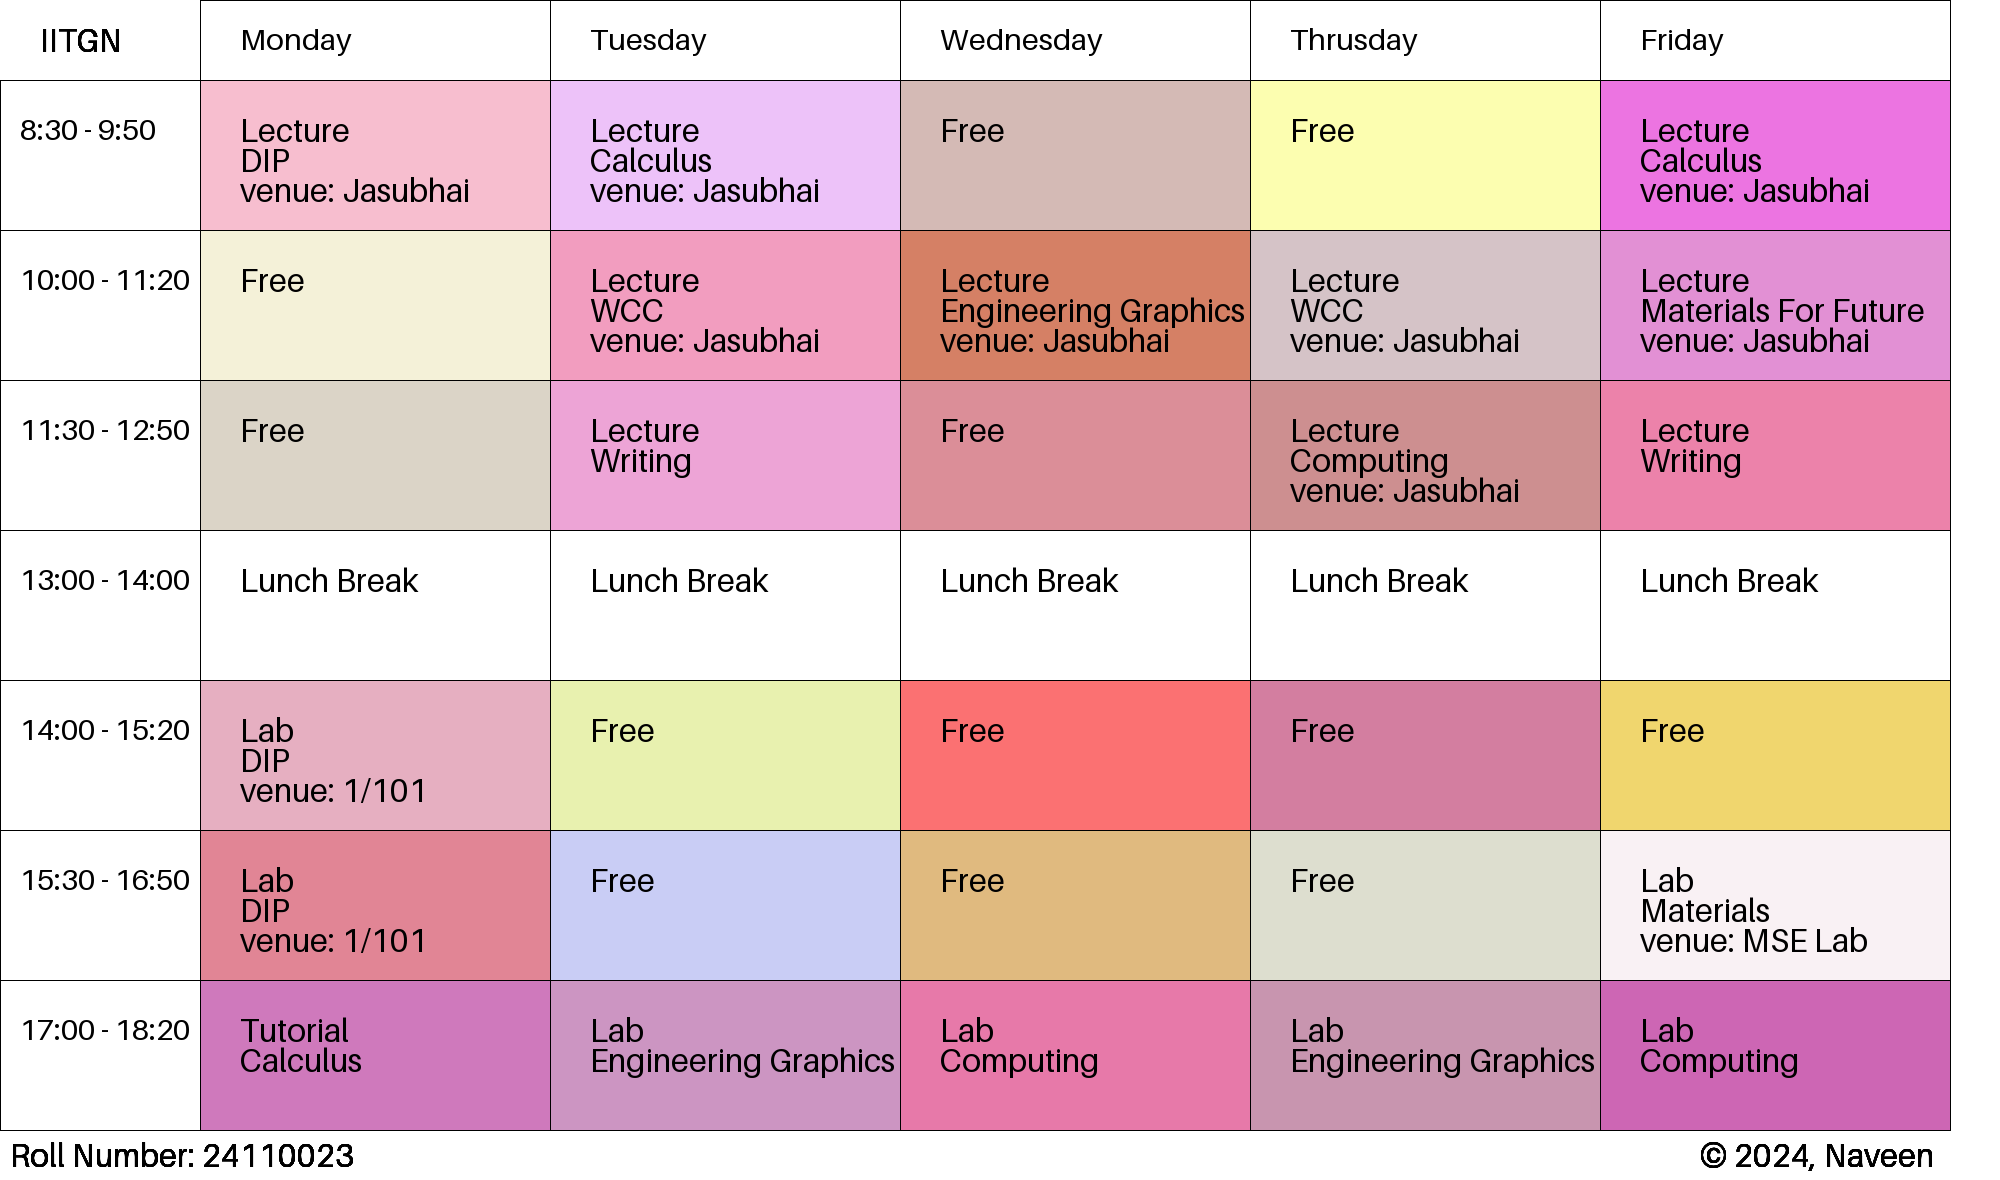 IITGN Monday Tuesday Wednesday Thrusday Friday
8:30 - 9:50
Lecture
DIP
venue: Jasubhai
Lecture
Calculus
venue: Jasubhai
Free
Free
Lecture
Calculus
venue: Jasubhai
10:00 - 11:20
Free
Lecture
WCC
venue: Jasubhai
Lecture
Engineering Graphics
venue: Jasubhai
Lecture
WCC
venue: Jasubhai
Lecture
Materials For Future
venue: Jasubhai
11:30 - 12:50
Free
Lecture
Writing
Free
Lecture
Computing
venue: Jasubhai
Lecture
Writing
13:00 - 14:00
Lunch Break
Lunch Break
Lunch Break
Lunch Break
Lunch Break
14:00 - 15:20
Lab
DIP
venue: 1/101
Free
Free
Free
Free
15:30 - 16:50
Lab
DIP
venue: 1/101
Free
Free
Free
Lab
Materials
venue: MSE Lab
17:00 - 18:20
Tutorial
Calculus
Lab
Engineering Graphics
Lab
Computing
Lab
Engineering Graphics
Lab
Computing
Roll Number: 24110023
© 2024, Naveen